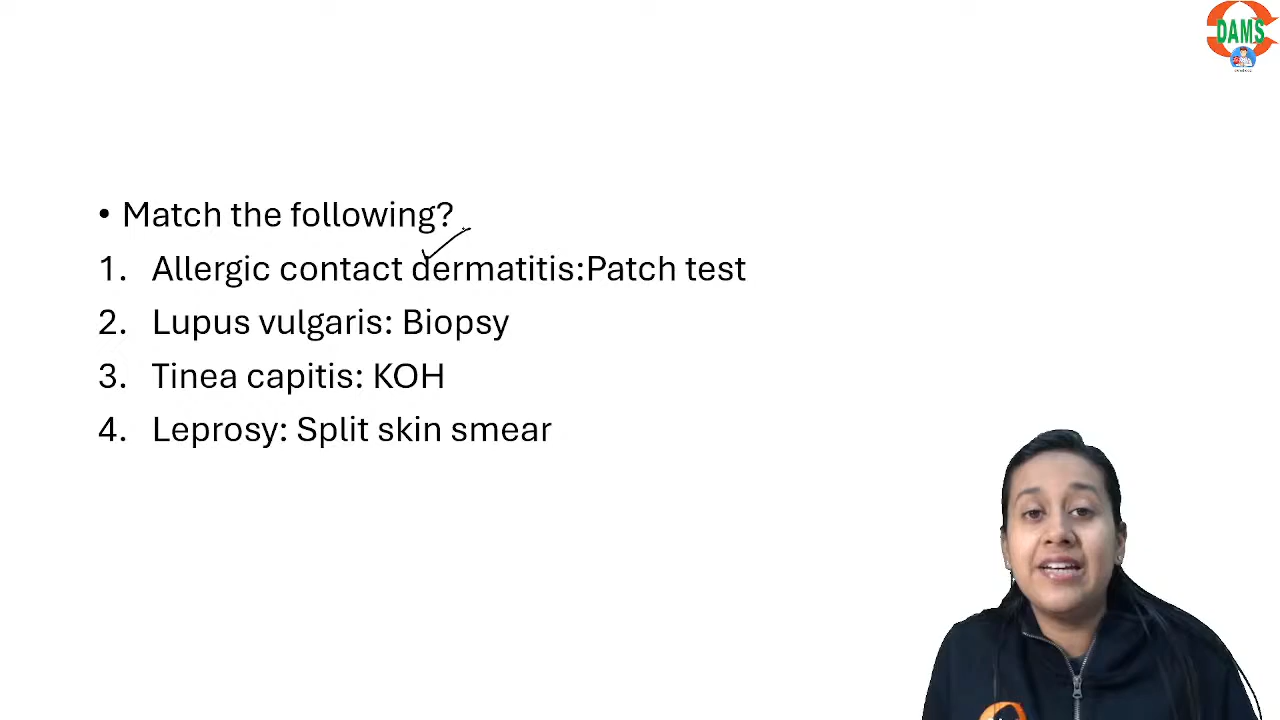 DAMS
• Match the following?
1. Allergic contact dermatitis:Patch test
2. Lupus vulgaris: Biopsy
3. Tinea capitis: KOH
4. Leprosy: Split skin smear